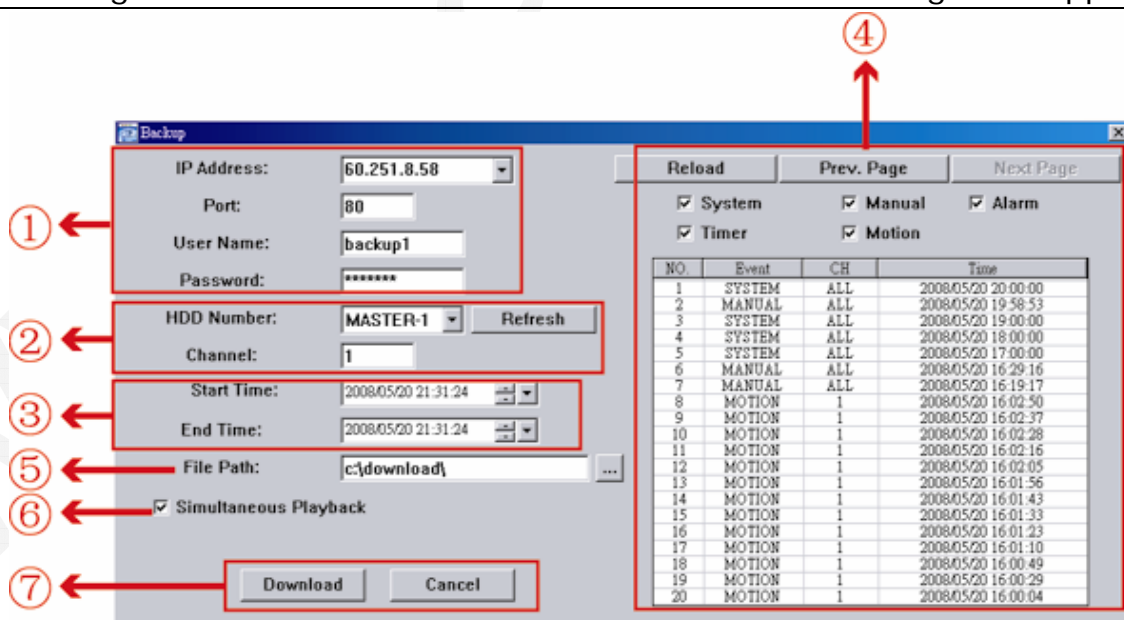 ④
Backup
IP Address: 60.251.8.58
Port: 80
User Name: backup1
Password: *******
①
HDD Number: MASTER-1 Refresh
Channel: 1
②
Start Time: 2008/05/20 21:31:24
End Time: 2008/05/20 21:31:24
③
File Path: c:\download\ ...
⑤
Simultaneous Playback
⑥
Download Cancel
⑦
Reload Prev. Page Next Page
System Manual Alarm
Timer Motion
NO. Event CH Time
1 SYSTEM ALL 2008/05/20 20:00:00
2 MANUAL ALL 2008/05/20 19:58:53
3 SYSTEM ALL 2008/05/20 19:00:00
4 SYSTEM ALL 2008/05/20 18:00:00
5 SYSTEM ALL 2008/05/20 17:00:00
6 MANUAL ALL 2008/05/20 16:29:16
7 MANUAL ALL 2008/05/20 16:19:17
8 MOTION 1 2008/05/20 16:02:50
9 MOTION 1 2008/05/20 16:02:37
10 MOTION 1 2008/05/20 16:02:28
11 MOTION 1 2008/05/20 16:02:16
12 MOTION 1 2008/05/20 16:02:05
13 MOTION 1 2008/05/20 16:01:56
14 MOTION 1 2008/05/20 16:01:43
15 MOTION 1 2008/05/20 16:01:33
16 MOTION 1 2008/05/20 16:01:23
17 MOTION 1 2008/05/20 16:01:10
18 MOTION 1 2008/05/20 16:00:49
19 MOTION 1 2008/05/20 16:00:29
20 MOTION 1 2008/05/20 16:00:04